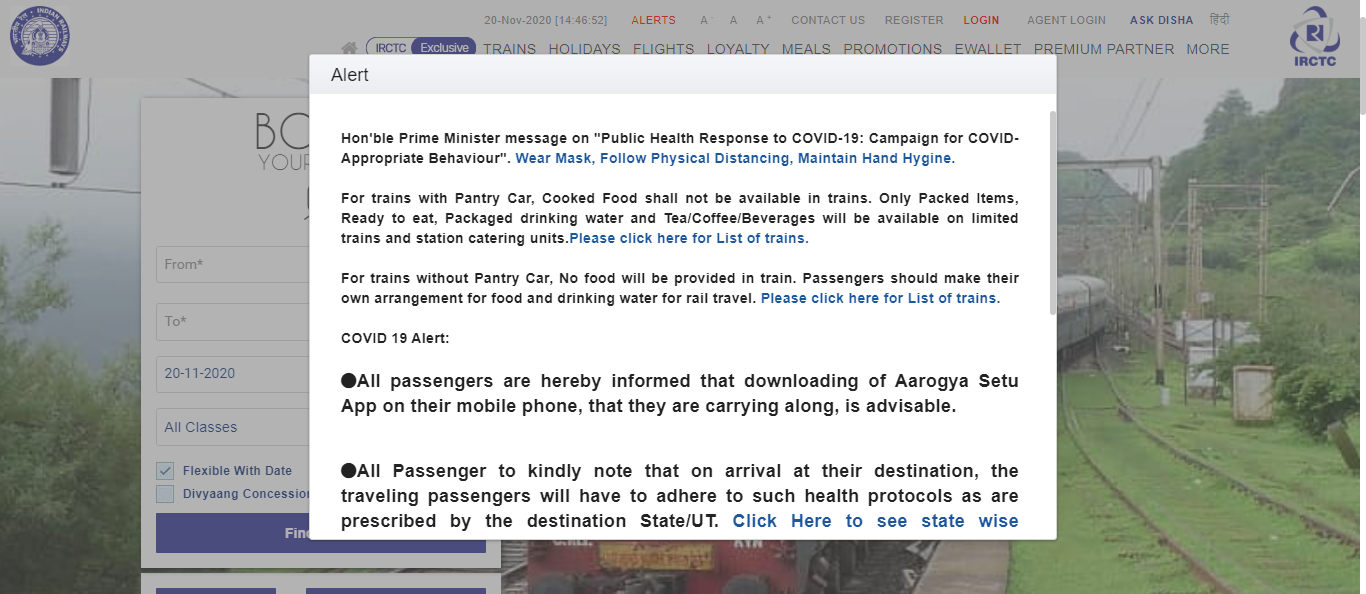 20-Nov-2020 [14:46:52] ALERTS A- A A+ CONTACT US REGISTER LOGIN AGENT LOGIN ASK DISHA हिंदी
IRCTC Exclusive TRAINS HOLIDAYS FLIGHTS LOYALTY MEALS PROMOTIONS EWALLET PREMIUM PARTNER MORE
INDIAN RAILWAYS
IRCTC
Alert
Hon'ble Prime Minister message on "Public Health Response to COVID-19: Campaign for COVID-
Appropriate Behaviour". Wear Mask, Follow Physical Distancing, Maintain Hand Hygine.
For trains with Pantry Car, Cooked Food shall not be available in trains. Only Packed Items,
Ready to eat, Packaged drinking water and Tea/Coffee/Beverages will be available on limited
trains and station catering units.Please click here for List of trains.
For trains without Pantry Car, No food will be provided in train. Passengers should make their
own arrangement for food and drinking water for rail travel. Please click here for List of trains.
COVID 19 Alert:
●All passengers are hereby informed that downloading of Aarogya Setu
App on their mobile phone, that they are carrying along, is advisable.
●All Passenger to kindly note that on arrival at their destination, the
traveling passengers will have to adhere to such health protocols as are
prescribed by the destination State/UT. Click Here to see state wise
BO
YOUR
From*
To*
20-11-2020
All Classes
Flexible With Date
Divyaang Concession
Find
KYN